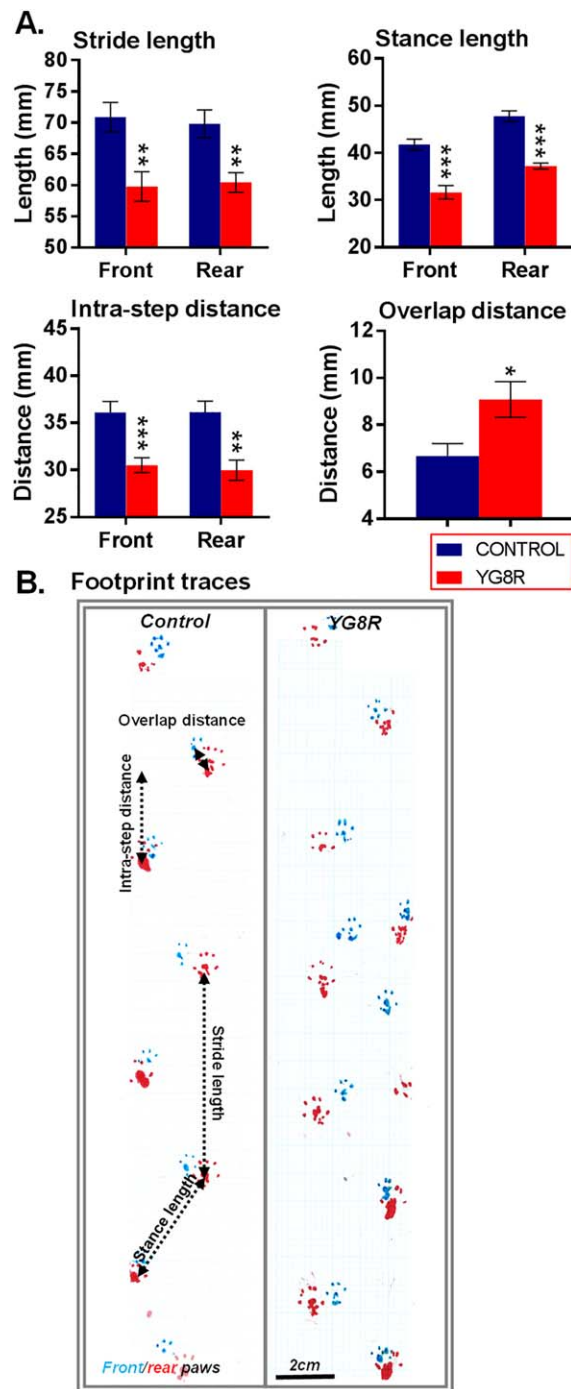 A.
Stride length
Length (mm)
75
70
65
60
55
50
**
**
Front
Rear
Stance length
Length (mm)
60
50
40
30
20
***
***
Front
Rear
Intra-step distance
Distance (mm)
45
40
35
30
25
***
**
Front
Rear
Overlap distance
Distance (mm)
12
10
8
6
4
*
CONTROL
YG8R
B. Footprint traces
Control
YG8R
Overlap distance
Intra-step distance
Stride length
Stance length
Front/rear paws
2cm